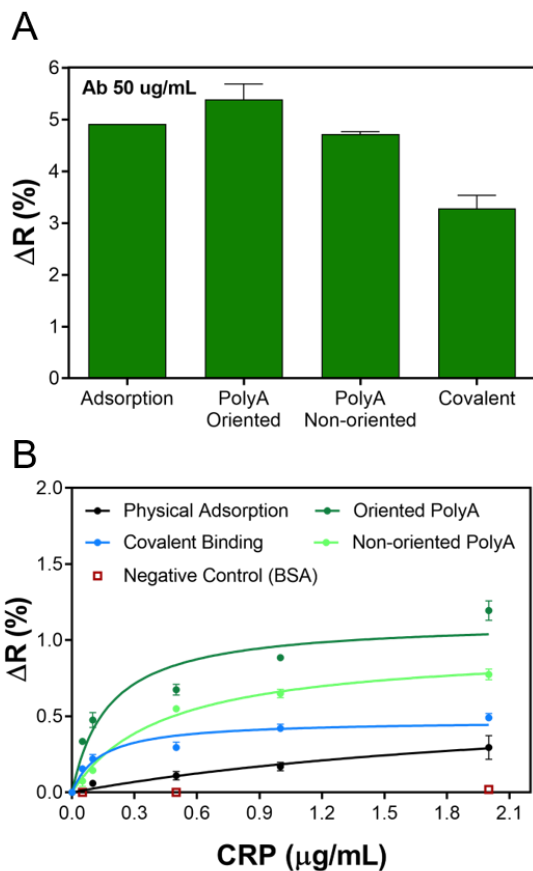 A
Ab 50 ug/mL
ΔR (%)
6
5
4
3
2
1
0
Adsorption
PolyA
Oriented
PolyA
Non-oriented
Covalent
B
ΔR (%)
2.0
1.5
1.0
0.5
0.0
Physical Adsorption
Oriented PolyA
Covalent Binding
Non-oriented PolyA
Negative Control (BSA)
0.0 0.3 0.6 0.9 1.2 1.5 1.8 2.1
CRP (μg/mL)